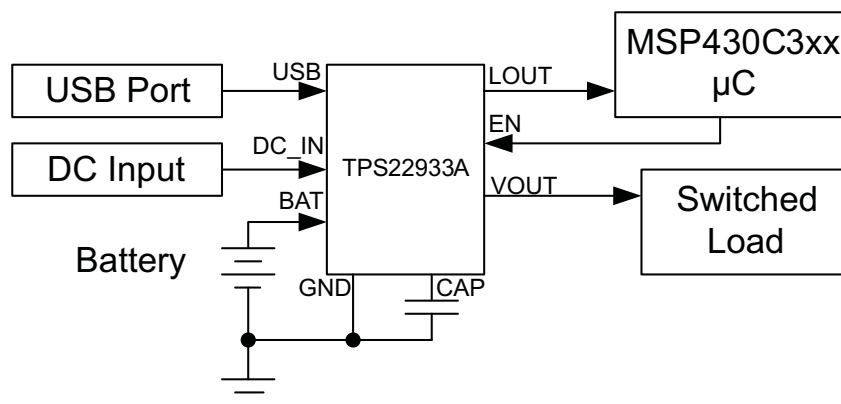 USB Port
DC Input
Battery
USB
DC_IN
BAT
GND
CAP
TPS22933A
LOUT
EN
VOUT
MSP430C3xx
µC
Switched
Load